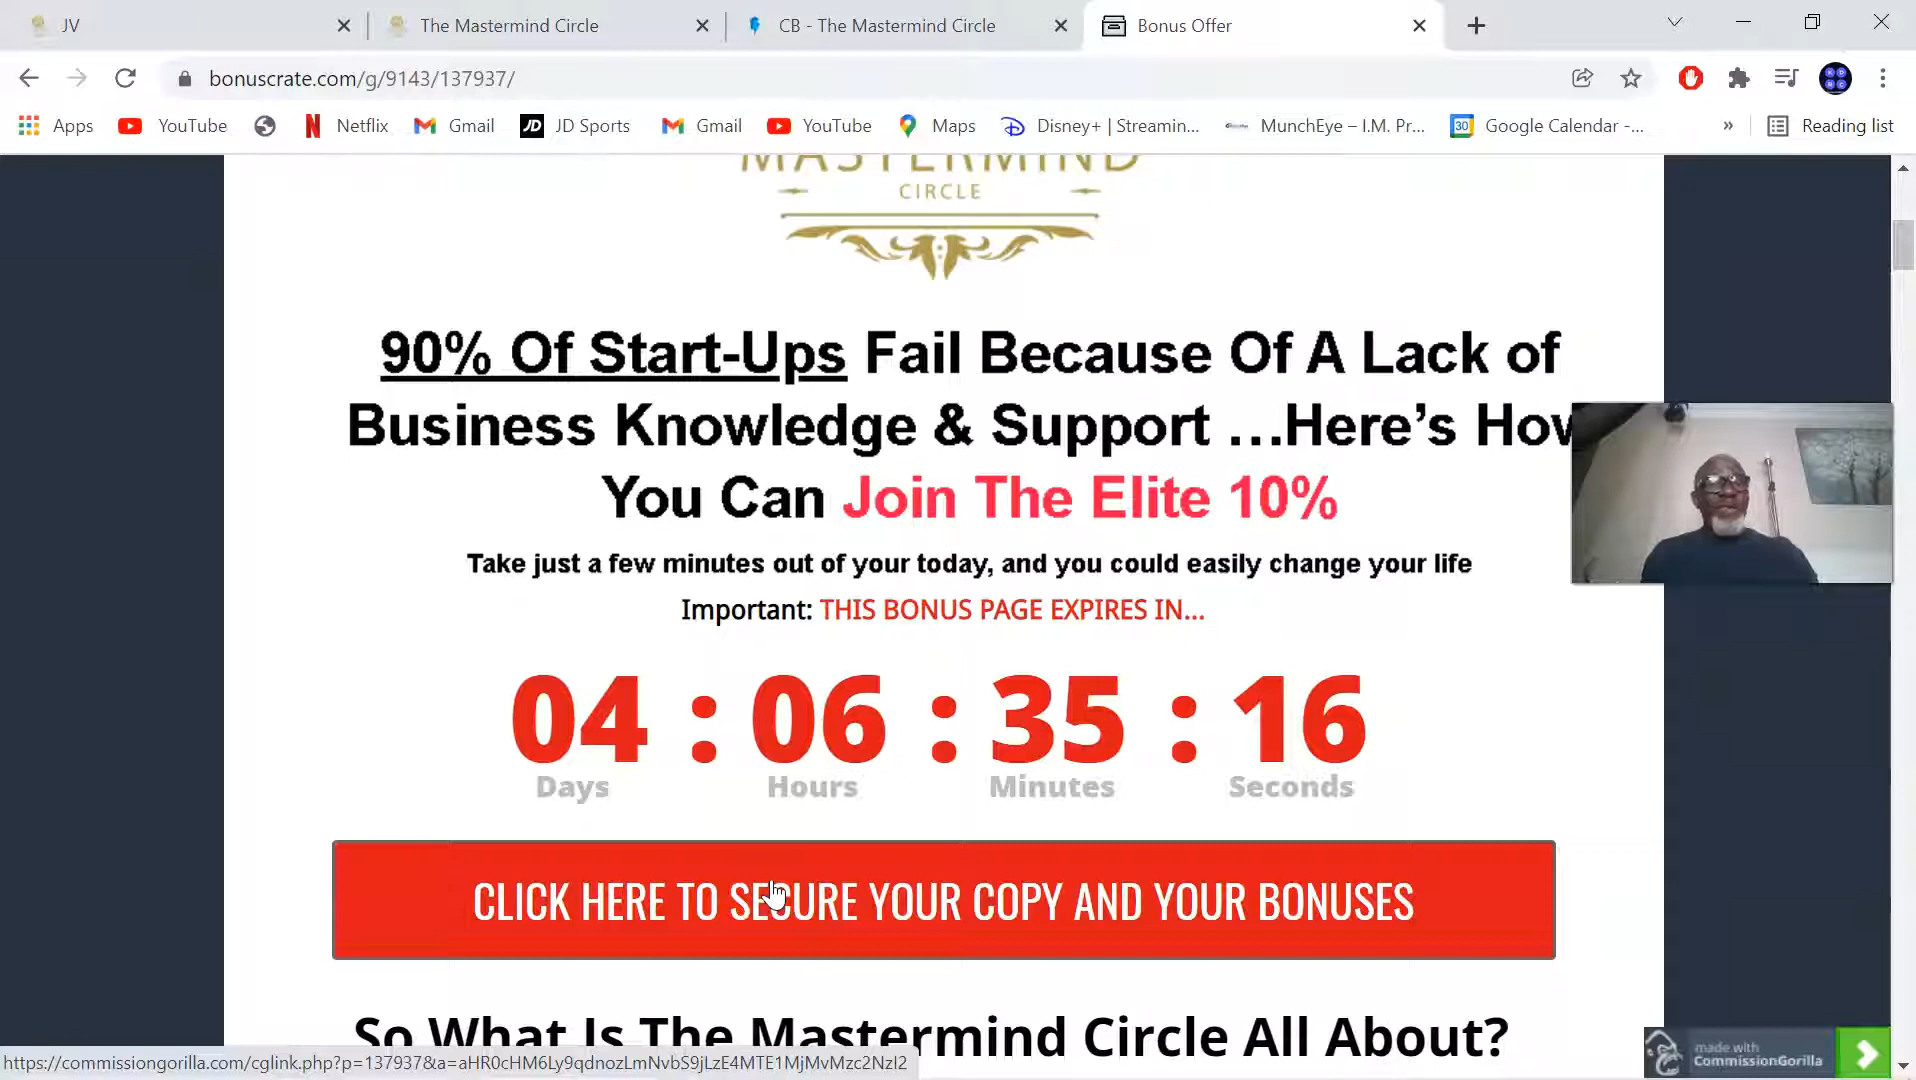 JV
The Mastermind Circle
CB - The Mastermind Circle
Bonus Offer
bonuscrate.com/g/9143/137937/
Apps
YouTube
Netflix
Gmail
JD
JD Sports
Gmail
YouTube
Maps
Disney+ | Streamin...
MunchEye – I.M. Pr...
30
Google Calendar -...
»
Reading list
MASTERMIND
CIRCLE
90% Of Start-Ups Fail Because Of A Lack of
Business Knowledge & Support ...Here's How
You Can Join The Elite 10%
Take just a few minutes out of your today, and you could easily change your life
Important: THIS BONUS PAGE EXPIRES IN...
04 : 06 : 35 : 16
Days Hours Minutes Seconds
CLICK HERE TO SECURE YOUR COPY AND YOUR BONUSES
So What Is The Mastermind Circle All About?
https://commissiongorilla.com/cglink.php?p=137937&a=aHR0cHM6Ly9qdnozLmNvbS9jLzE4MTE1MjMvMzc2NzI2
made with
CommissionGorilla